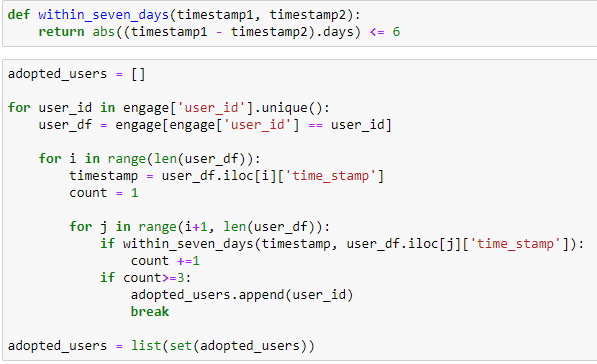 def within_seven_days(timestamp1, timestamp2):
    return abs((timestamp1 - timestamp2).days) <= 6
adopted_users = []
for user_id in engage['user_id'].unique():
    user_df = engage[engage['user_id'] == user_id]
    for i in range(len(user_df)):
        timestamp = user_df.iloc[i]['time_stamp']
        count = 1
        for j in range(i+1, len(user_df)):
            if within_seven_days(timestamp, user_df.iloc[j]['time_stamp']):
                count +=1
            if count>=3:
                adopted_users.append(user_id)
                break
adopted_users = list(set(adopted_users))